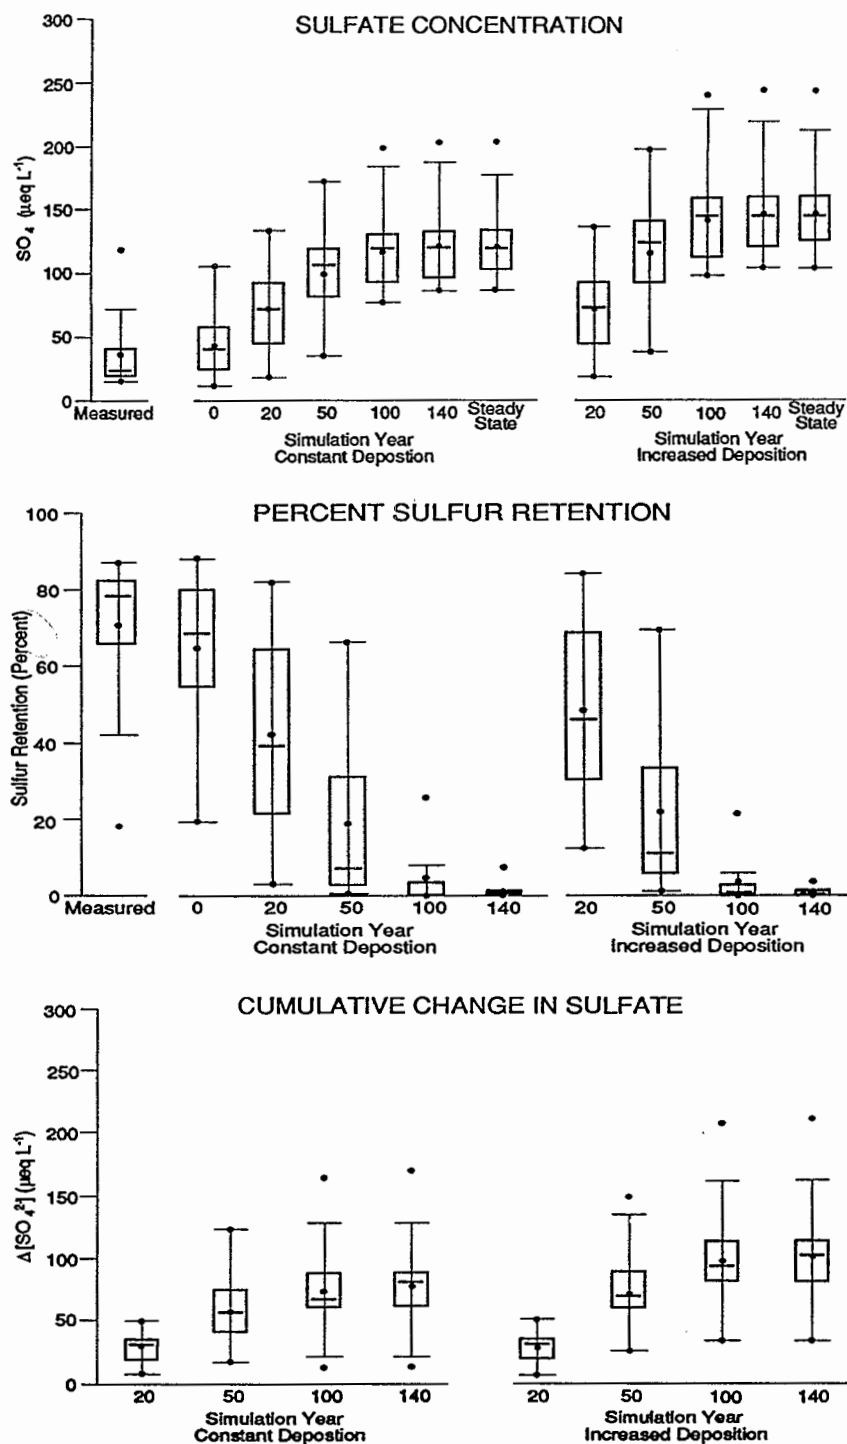 SULFATE CONCENTRATION
300
250
200
150
100
50
0
SO4 (µeq L-1)
Measured
0 20 50 100 140 Steady State
Simulation Year
Constant Depostion
20 50 100 140 Steady State
Simulation Year
Increased Deposition
PERCENT SULFUR RETENTION
100
80
60
40
20
0
Sulfur Retention (Percent)
Measured
0 20 50 100 140
Simulation Year
Constant Depostion
20 50 100 140
Simulation Year
Increased Deposition
CUMULATIVE CHANGE IN SULFATE
300
250
200
150
100
50
0
Δ[SO4 2-] (µeq L-1)
20 50 100 140
Simulation Year
Constant Depostion
20 50 100 140
Simulation Year
Increased Deposition